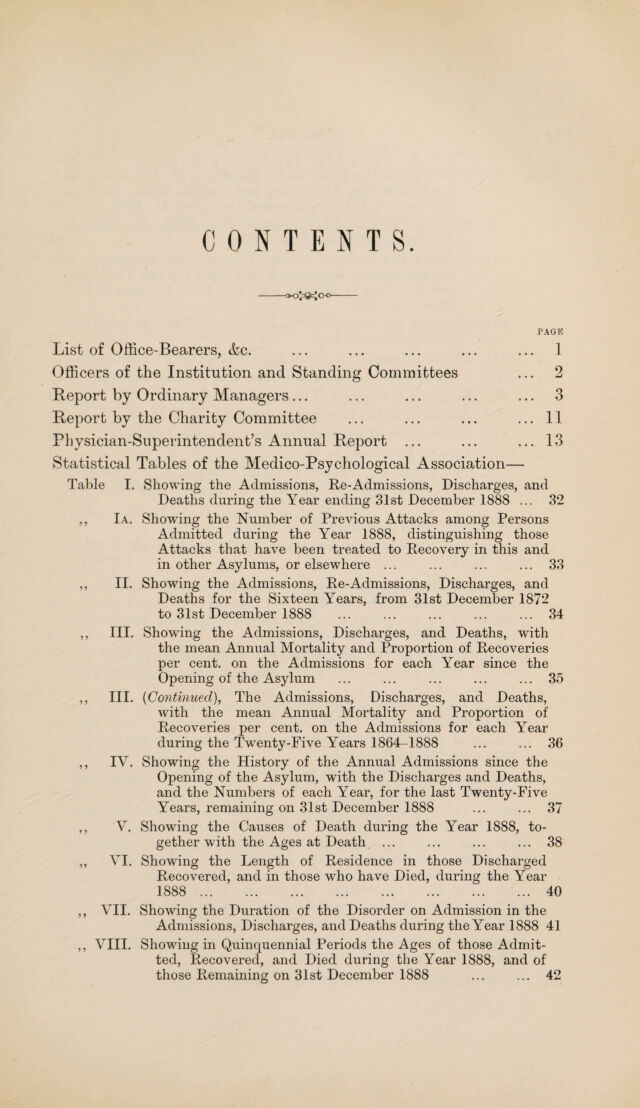 CONTENTS.
PAGE
List of Office-Bearers, &c. ... ... ... ... ... 1
Officers of the Institution and Standing Committees ... 2
Report by Ordinary Managers ... ... ... ... ... 3
Report by the Charity Committee ... ... ... ... 11
Physician-Superintendent's Annual Report ... ... ... 13
Statistical Tables of the Medico-Psychological Association—
Table I. Showing the Admissions, Re-Admissions, Discharges, and
Deaths during the Year ending 31st December 1888 ... 32
,, IA. Showing the Number of Previous Attacks among Persons
Admitted during the Year 1888, distinguishing those
Attacks that have been treated to Recovery in this and
in other Asylums, or elsewhere ... ... ... ... 33
,, II. Showing the Admissions, Re-Admissions, Discharges, and
Deaths for the Sixteen Years, from 31st December 1872
to 31st December 1888 ... ... ... ... ... 34
,, III. Showing the Admissions, Discharges, and Deaths, with
the mean Annual Mortality and Proportion of Recoveries
per cent. on the Admissions for each Year since the
Opening of the Asylum ... ... ... ... ... 35
,, III. (Continued), The Admissions, Discharges, and Deaths,
with the mean Annual Mortality and Proportion of
Recoveries per cent. on the Admissions for each Year
during the Twenty-Five Years 1864–1888 ... ... 36
,, IV. Showing the History of the Annual Admissions since the
Opening of the Asylum, with the Discharges and Deaths,
and the Numbers of each Year, for the last Twenty-Five
Years, remaining on 31st December 1888 ... ... 37
,, V. Showing the Causes of Death during the Year 1888, to-
gether with the Ages at Death ... ... ... ... 38
„ VI. Showing the Length of Residence in those Discharged
Recovered, and in those who have Died, during the Year
1888 ... ... ... ... ... ... ... ... 40
,, VII. Showing the Duration of the Disorder on Admission in the
Admissions, Discharges, and Deaths during the Year 1888 41
,, VIII. Showing in Quinquennial Periods the Ages of those Admit-
ted, Recovered, and Died during the Year 1888, and of
those Remaining on 31st December 1888 ... ... 42